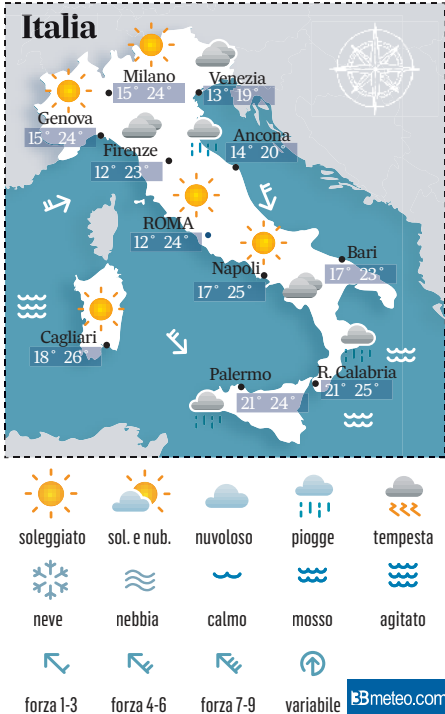 Italia
Milano
15° 24°
Venezia
13° 19°
Genova
15° 24°
Firenze
12° 23°
Ancona
14° 20°
ROMA
12° 24°
Bari
17° 23°
Napoli
17° 25°
Cagliari
18° 26°
Palermo
21° 24°
R. Calabria
21° 25°
soleggiato sol. e nub. nuvoloso piogge tempesta
neve nebbia calmo mosso agitato
forza 1-3 forza 4-6 forza 7-9 variabile
3Bmeteo.com